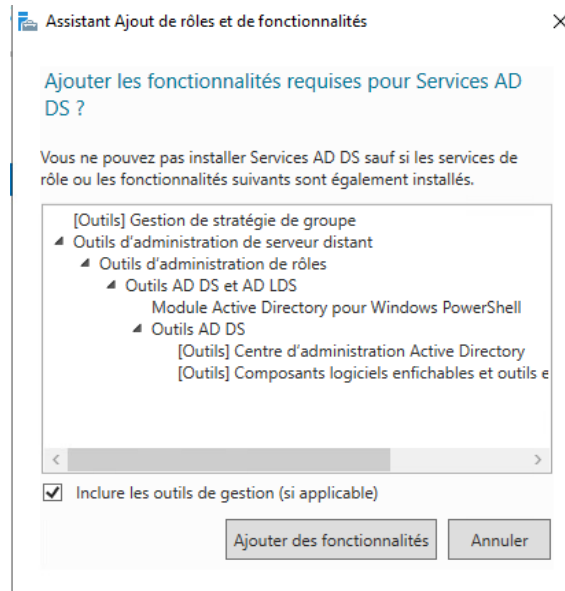 Assistant Ajout de rôles et de fonctionnalités
Ajouter les fonctionnalités requises pour Services AD
DS ?
Vous ne pouvez pas installer Services AD DS sauf si les services de
rôle ou les fonctionnalités suivants sont également installés.
[Outils] Gestion de stratégie de groupe
Outils d'administration de serveur distant
Outils d'administration de rôles
Outils AD DS et AD LDS
Module Active Directory pour Windows PowerShell
Outils AD DS
[Outils] Centre d'administration Active Directory
[Outils] Composants logiciels enfichables et outils e
Inclure les outils de gestion (si applicable)
Ajouter des fonctionnalités
Annuler